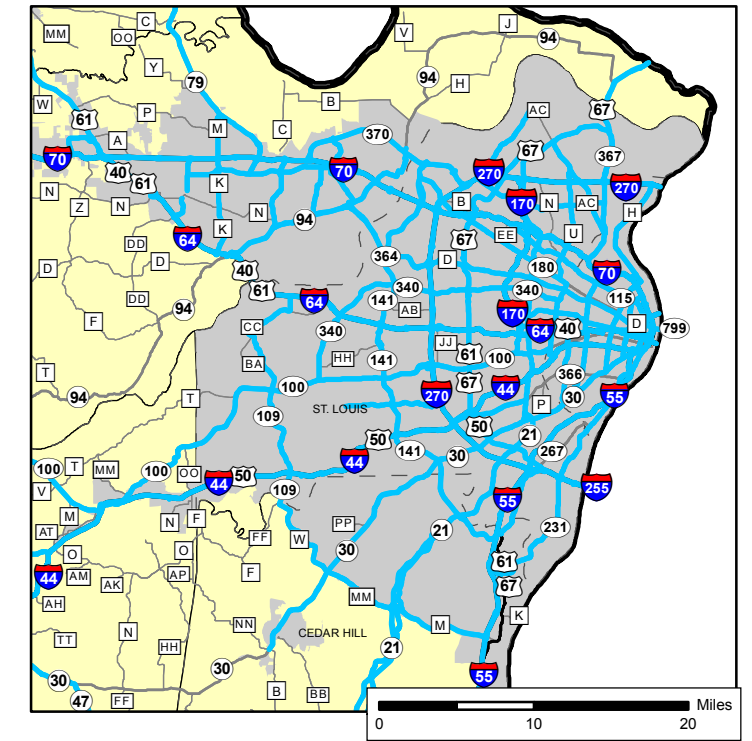 C
J
V
MM
OO
94
Y
94
H
79
B
W
P
AC
67
61
M
C
370
A
67
367
70
40
70
270
K
270
61
N
170
N
AC
N
Z
N
94
B
H
K
U
64
DD
67
EE
D
D
364
180
40
70
DD
61
340
340
64
141
115
94
AB
170
F
CC
340
64
40
D
799
JJ
61
100
HH
BA
141
T
366
100
67
44
94
270
30
55
T
P
109
ST. LOUIS
50
50
21
141
267
30
44
100
T
MM
100
OO
44
50
V
109
255
55
M
N
F
PP
231
AT
W
21
FF
O
O
30
61
44
AM
AP
F
AK
67
AH
MM
K
NN
M
N
CEDAR HILL
TT
HH
21
30
30
55
B
BB
47
FF
Miles
0
10
20